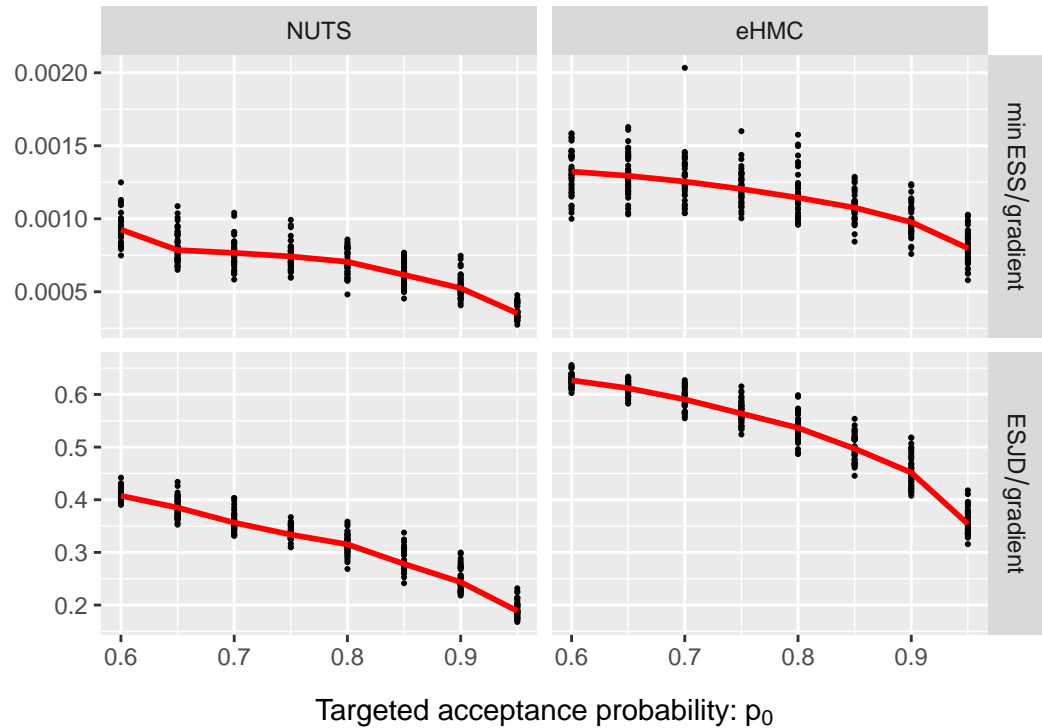 NUTS
eHMC
0.0020
0.0015
0.0010
0.0005
min ESS/gradient
0.6
0.5
0.4
0.3
0.2
ESJD/gradient
0.6 0.7 0.8 0.9
0.6 0.7 0.8 0.9
Targeted acceptance probability: p₀